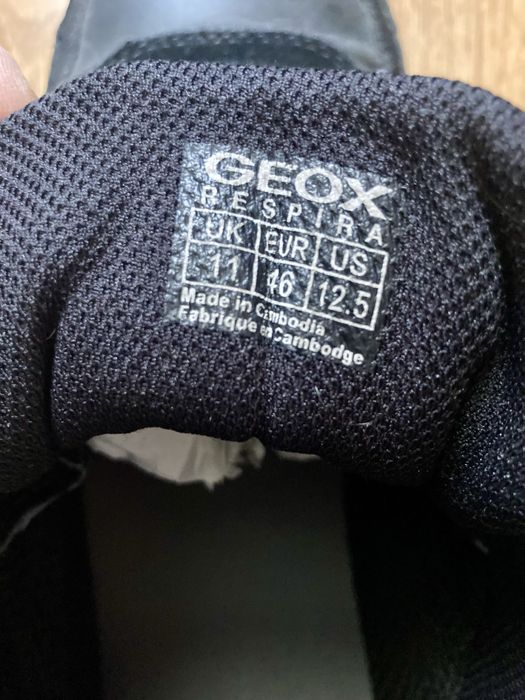 GEOX
RESPIRA
UK EUR US
11 46 12.5
Made in Cambodia
Fabrique en Cambodge